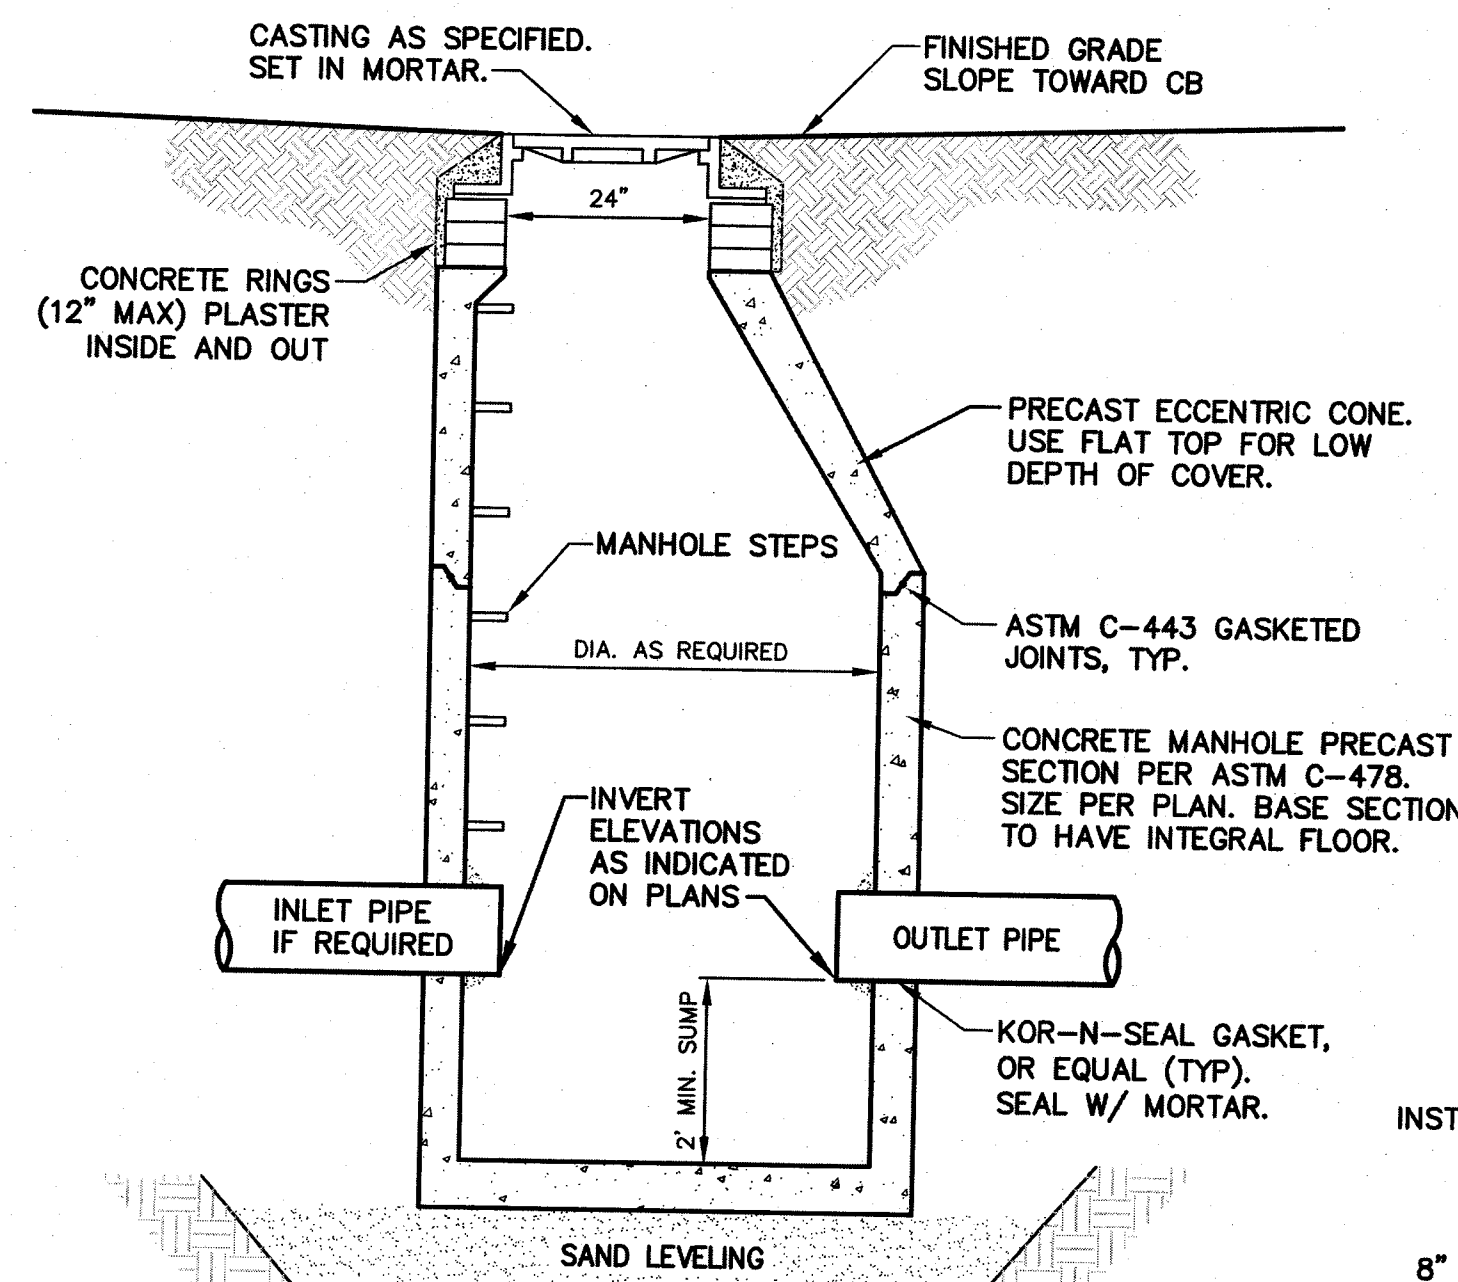 CASTING AS SPECIFIED.
SET IN MORTAR.
FINISHED GRADE
SLOPE TOWARD CB
24"
CONCRETE RINGS
(12" MAX) PLASTER
INSIDE AND OUT
PRECAST ECCENTRIC CONE.
USE FLAT TOP FOR LOW
DEPTH OF COVER.
MANHOLE STEPS
ASTM C-443 GASKETED
JOINTS, TYP.
DIA. AS REQUIRED
CONCRETE MANHOLE PRECAST
SECTION PER ASTM C-478.
SIZE PER PLAN. BASE SECTION
TO HAVE INTEGRAL FLOOR.
INVERT
ELEVATIONS
AS INDICATED
ON PLANS
INLET PIPE
IF REQUIRED
OUTLET PIPE
2' MIN. SUMP
KOR-N-SEAL GASKET,
OR EQUAL (TYP).
SEAL W/ MORTAR.
INST
SAND LEVELING
8"